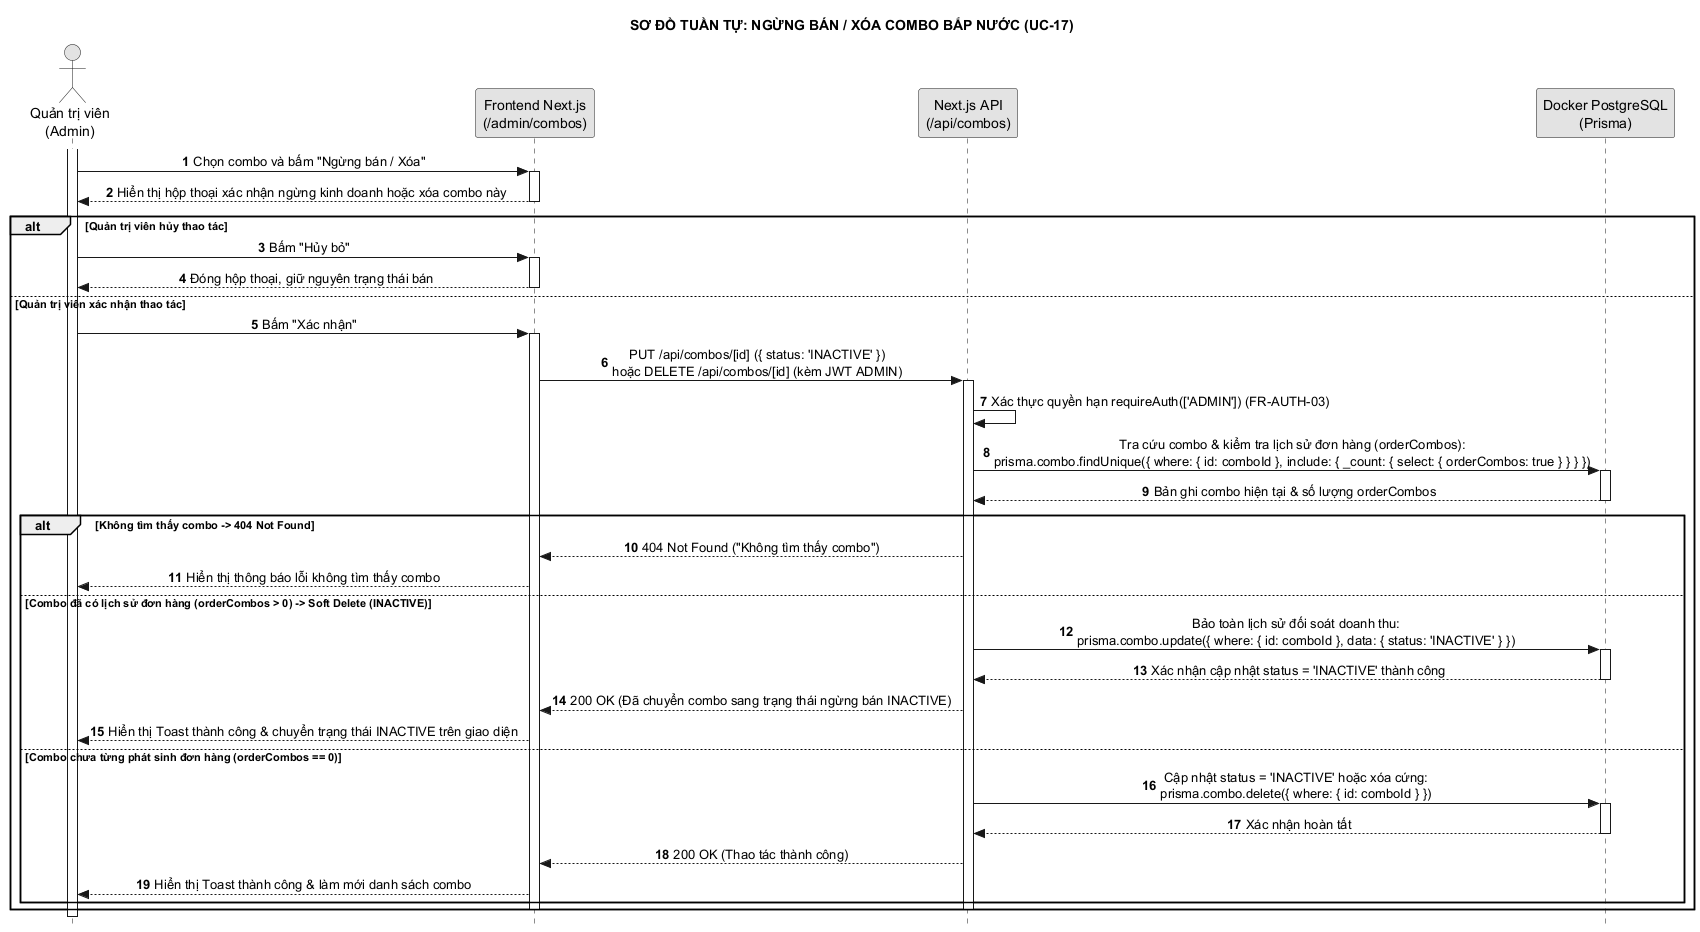 SƠ ĐỒ TUẦN TỰ: NGỪNG BÁN / XÓA COMBO BẮP NƯỚC (UC-17)
Quản trị viên
(Admin)
Frontend Next.js
(/admin/combos)
Next.js API
(/api/combos)
Docker PostgreSQL
(Prisma)
1 Chọn combo và bấm "Ngừng bán / Xóa"
2 Hiển thị hộp thoại xác nhận ngừng kinh doanh hoặc xóa combo này
alt [Quản trị viên hủy thao tác]
3 Bấm "Hủy bỏ"
4 Đóng hộp thoại, giữ nguyên trạng thái bán
[Quản trị viên xác nhận thao tác]
5 Bấm "Xác nhận"
6 PUT /api/combos/[id] ({ status: 'INACTIVE' })
hoặc DELETE /api/combos/[id] (kèm JWT ADMIN)
7 Xác thực quyền hạn requireAuth(['ADMIN']) (FR-AUTH-03)
8 Tra cứu combo & kiểm tra lịch sử đơn hàng (orderCombos):
prisma.combo.findUnique({ where: { id: comboId }, include: { _count: { select: { orderCombos: true } } } })
9 Bản ghi combo hiện tại & số lượng orderCombos
alt [Không tìm thấy combo -> 404 Not Found]
10 404 Not Found ("Không tìm thấy combo")
11 Hiển thị thông báo lỗi không tìm thấy combo
[Combo đã có lịch sử đơn hàng (orderCombos > 0) -> Soft Delete (INACTIVE)]
12 Bảo toàn lịch sử đối soát doanh thu:
prisma.combo.update({ where: { id: comboId }, data: { status: 'INACTIVE' } })
13 Xác nhận cập nhật status = 'INACTIVE' thành công
14 200 OK (Đã chuyển combo sang trạng thái ngừng bán INACTIVE)
15 Hiển thị Toast thành công & chuyển trạng thái INACTIVE trên giao diện
[Combo chưa từng phát sinh đơn hàng (orderCombos == 0)]
16 Cập nhật status = 'INACTIVE' hoặc xóa cứng:
prisma.combo.delete({ where: { id: comboId } })
17 Xác nhận hoàn tất
18 200 OK (Thao tác thành công)
19 Hiển thị Toast thành công & làm mới danh sách combo